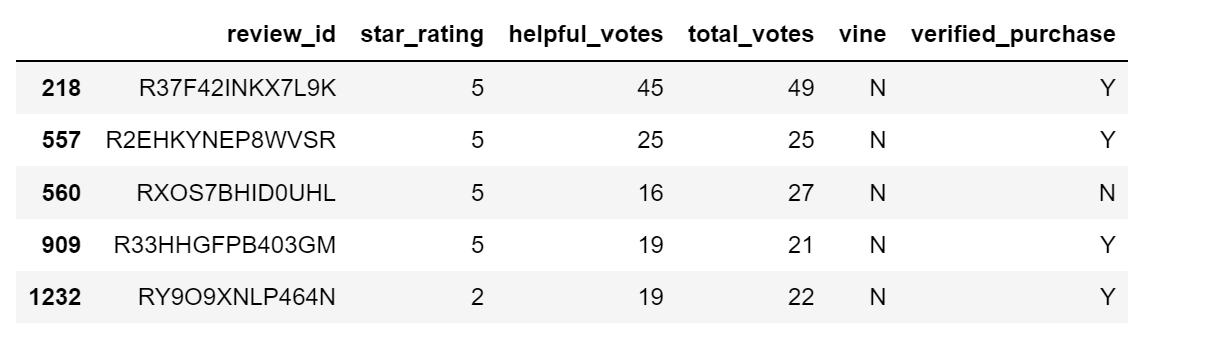 review_id star_rating helpful_votes total_votes vine verified_purchase
218 R37F42INKX7L9K 5 45 49 N Y
557 R2EHKYNEP8WVSR 5 25 25 N Y
560 RXOS7BHID0UHL 5 16 27 N N
909 R33HHGFPB403GM 5 19 21 N Y
1232 RY9O9XNLP464N 2 19 22 N Y